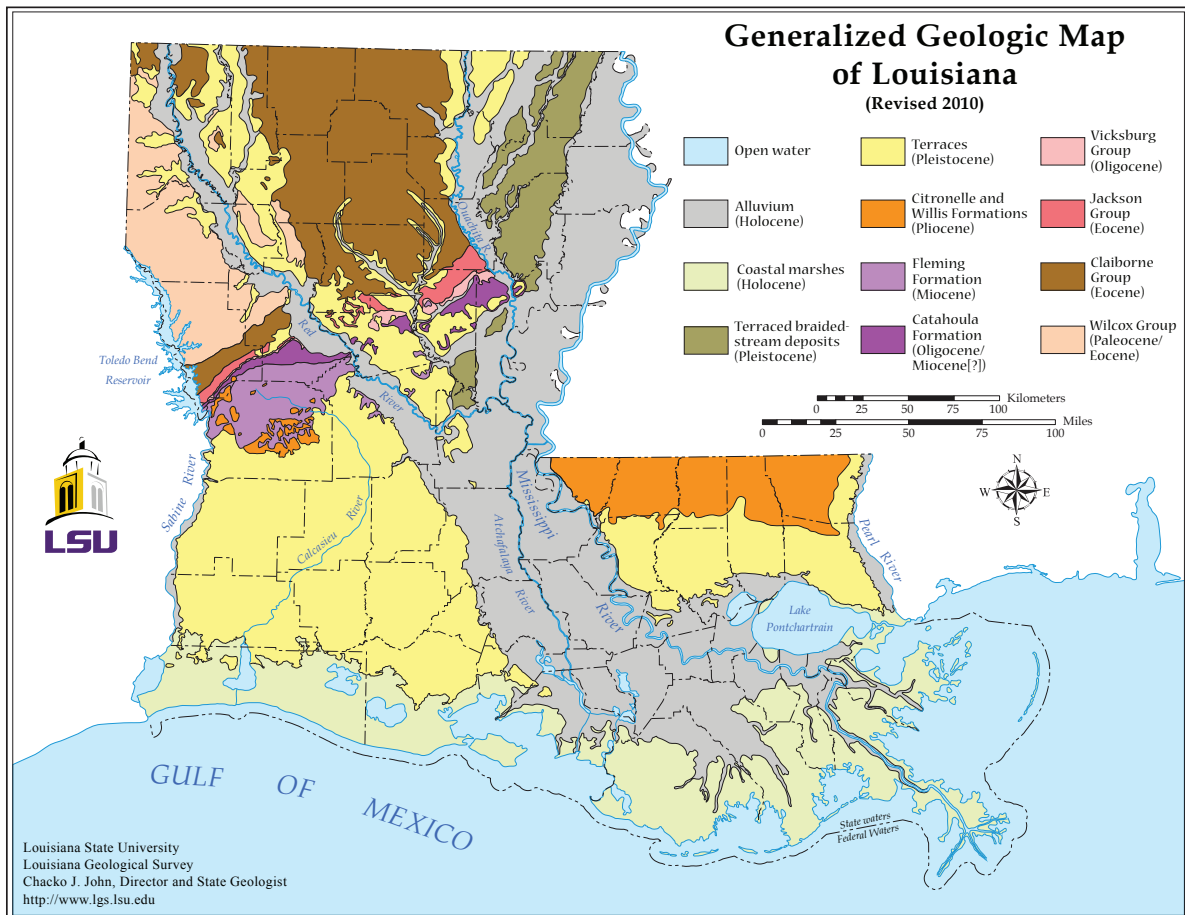 Generalized Geologic Map
of Louisiana
(Revised 2010)
Open water
Alluvium
(Holocene)
Coastal marshes
(Holocene)
Terraced braided-
stream deposits
(Pleistocene)
Terraces
(Pleistocene)
Citronelle and
Willis Formations
(Pliocene)
Fleming
Formation
(Miocene)
Catahoula
Formation
(Oligocene/
Miocene[?])
Vicksburg
Group
(Oligocene)
Jackson
Group
(Eocene)
Claiborne
Group
(Eocene)
Wilcox Group
(Paleocene/
Eocene)
0 25 50 75 100 Kilometers
0 25 50 75 100 Miles
N
W E
S
Ouachita R.
Red
River
Toledo Bend
Reservoir
Sabine River
Calcasieu River
Atchafalaya River
Mississippi River
Pearl River
Lake
Pontchartrain
GULF OF MEXICO
State waters
Federal Waters
LSU
Louisiana State University
Louisiana Geological Survey
Chacko J. John, Director and State Geologist
http://www.lgs.lsu.edu